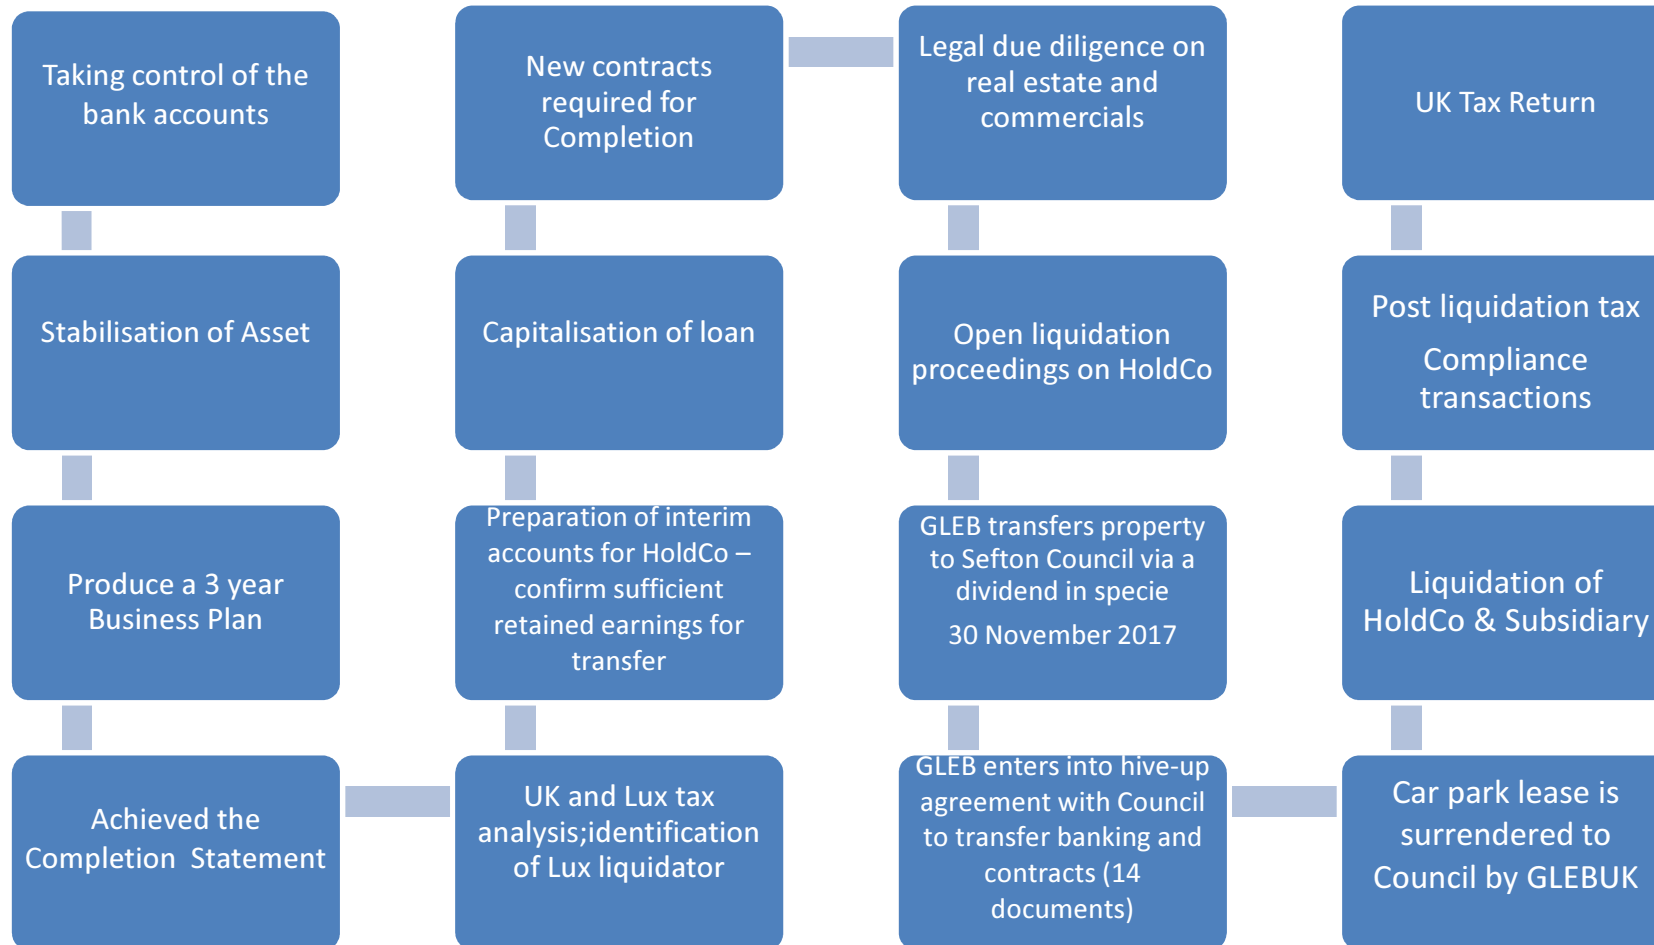 Taking control of the
bank accounts
Stabilisation of Asset
Produce a 3 year
Business Plan
Achieved the
Completion  Statement
UK and Lux tax
analysis;identification
of Lux liquidator
Preparation of interim
accounts for HoldCo –
confirm sufficient
retained earnings for
transfer
Capitalisation of loan
New contracts
required for
Completion
Legal due diligence on
real estate and
commercials
Open liquidation
proceedings on HoldCo
GLEB transfers property
to Sefton Council via a
dividend in specie
30 November 2017
GLEB enters into hive-up
agreement with Council
to transfer banking and
contracts (14
documents)
Car park lease is
surrendered to
Council by GLEBUK
Liquidation of
HoldCo & Subsidiary
Post liquidation tax
Compliance
transactions
UK Tax Return